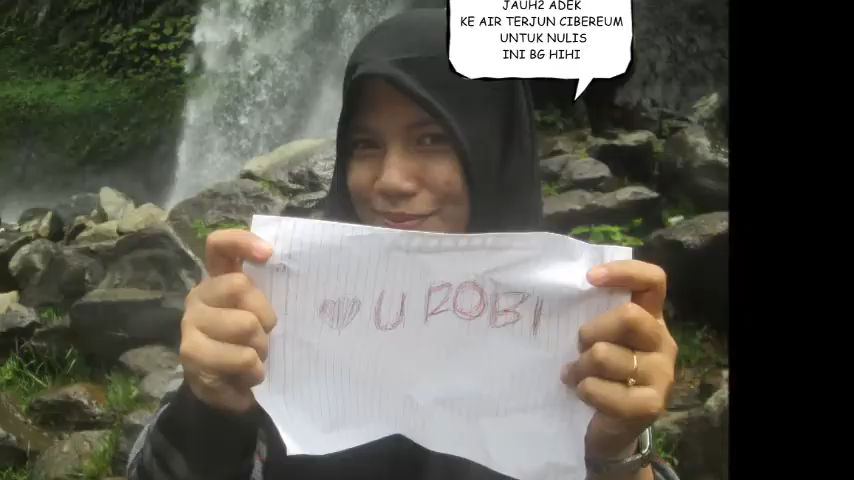 JAUH2 ADEK
KE AIR TERJUN CIBEREUM
UNTUK NULIS
INI BG HIHI
♥ U ROBI